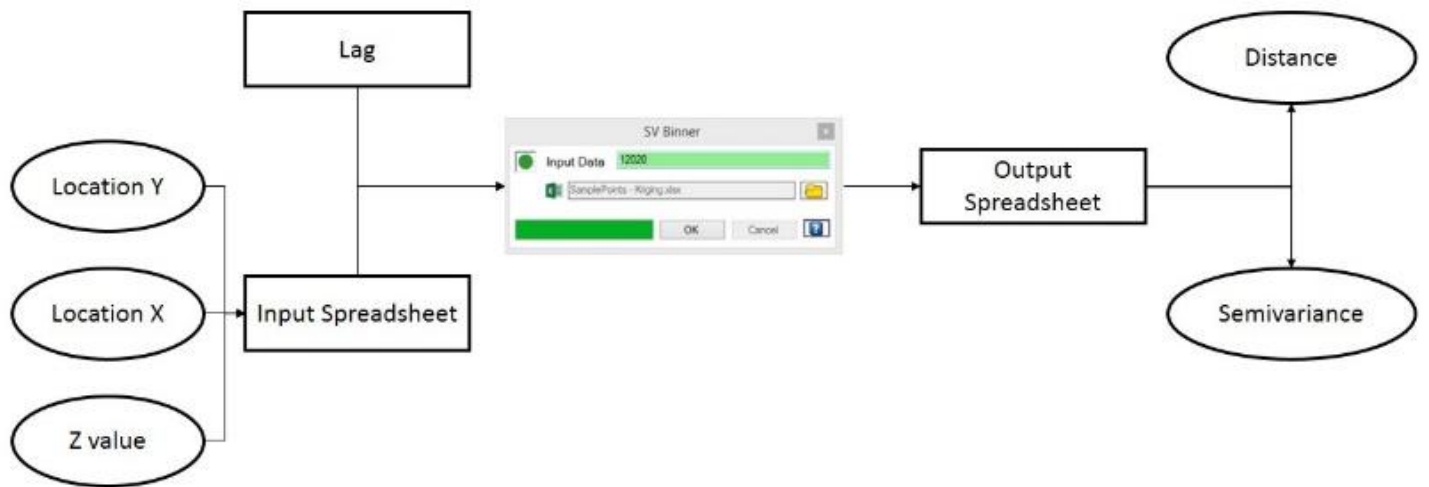 Lag
Distance
SV Binner
Input Data 12020
SamplePoints - Kriging.xlsx
OK Cancel
Location Y
Output
Spreadsheet
Location X
Input Spreadsheet
Semivariance
Z value